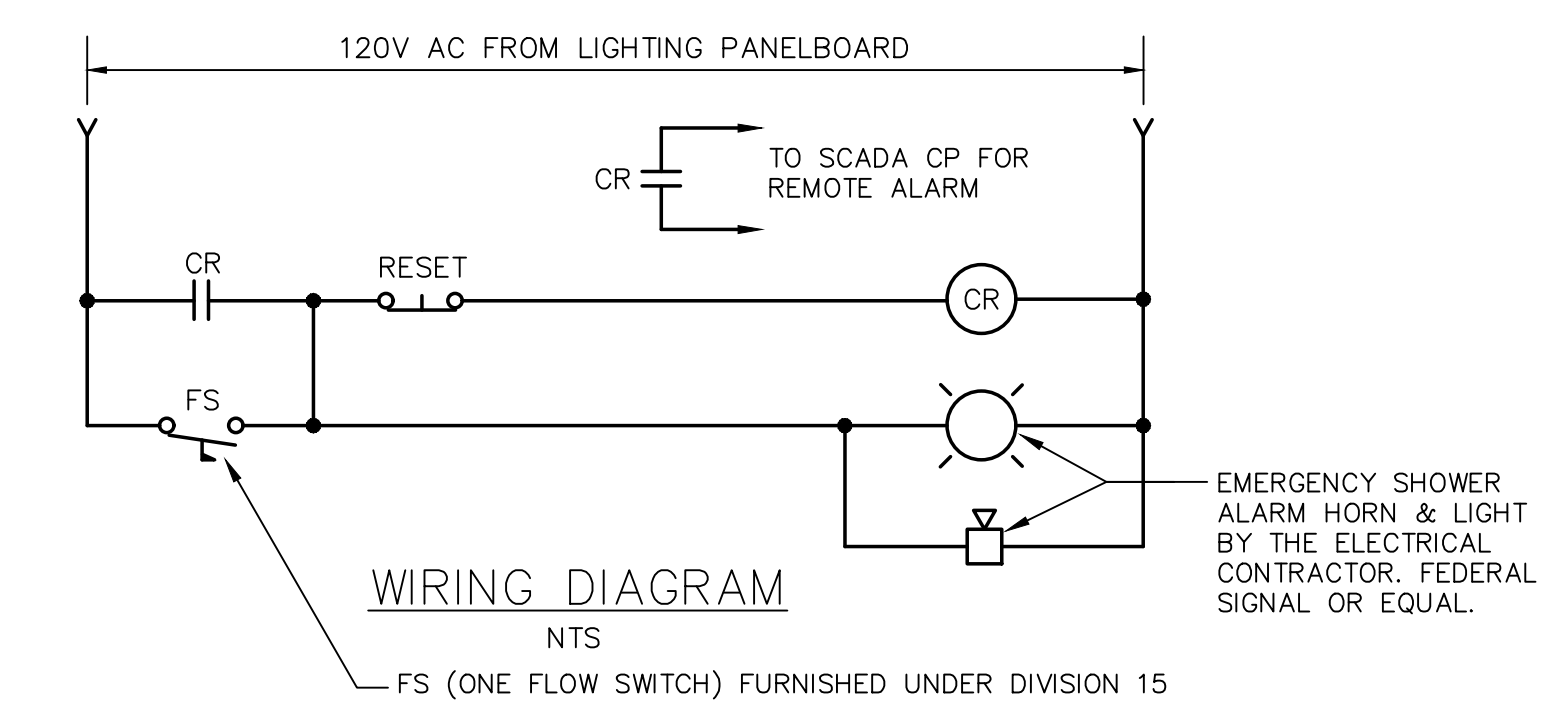 120V AC FROM LIGHTING PANELBOARD
CR
TO SCADA CP FOR
REMOTE ALARM
CR
RESET
CR
FS
EMERGENCY SHOWER
ALARM HORN & LIGHT
BY THE ELECTRICAL
CONTRACTOR. FEDERAL
SIGNAL OR EQUAL.
WIRING DIAGRAM
NTS
FS (ONE FLOW SWITCH) FURNISHED UNDER DIVISION 15